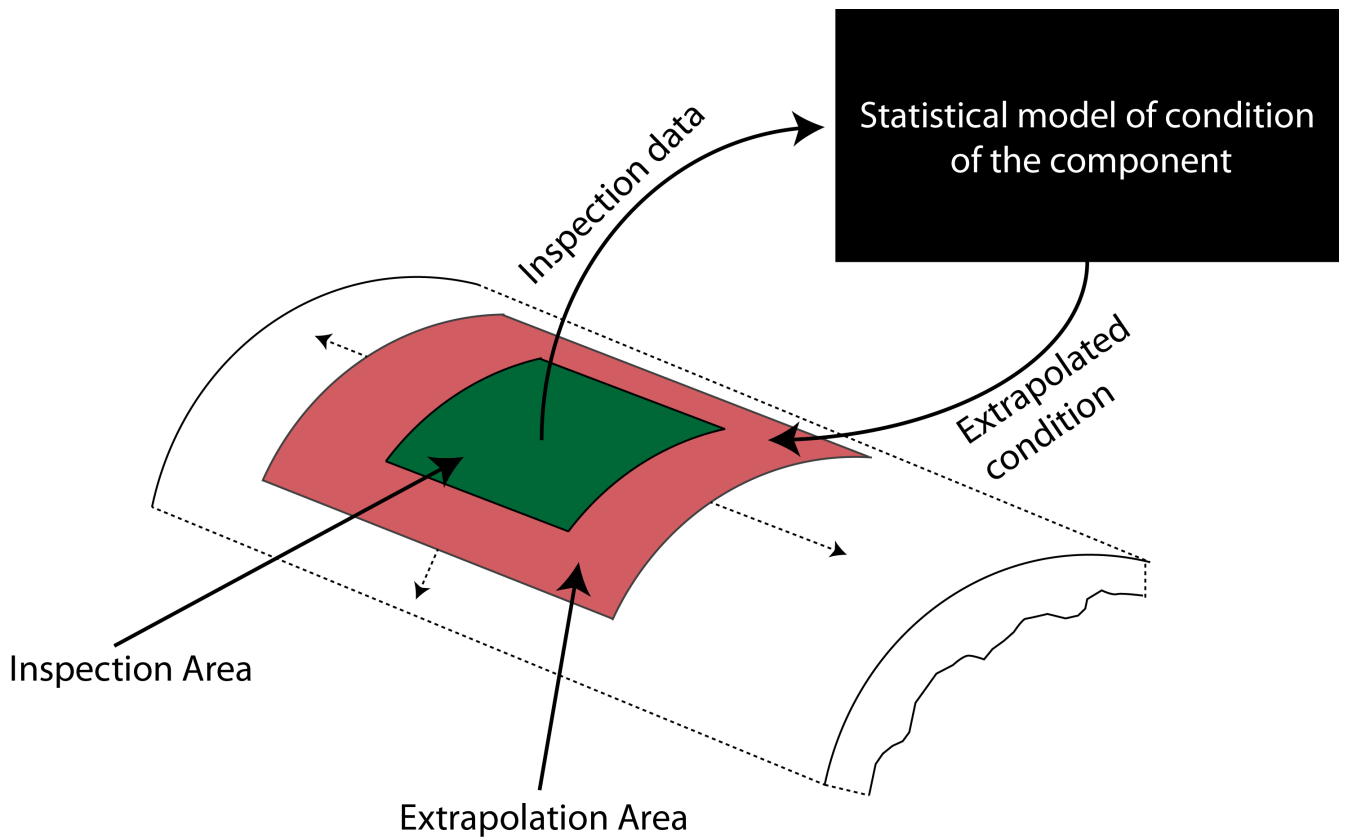 Statistical model of condition
of the component
Inspection data
Extrapolated
condition
Inspection Area
Extrapolation Area